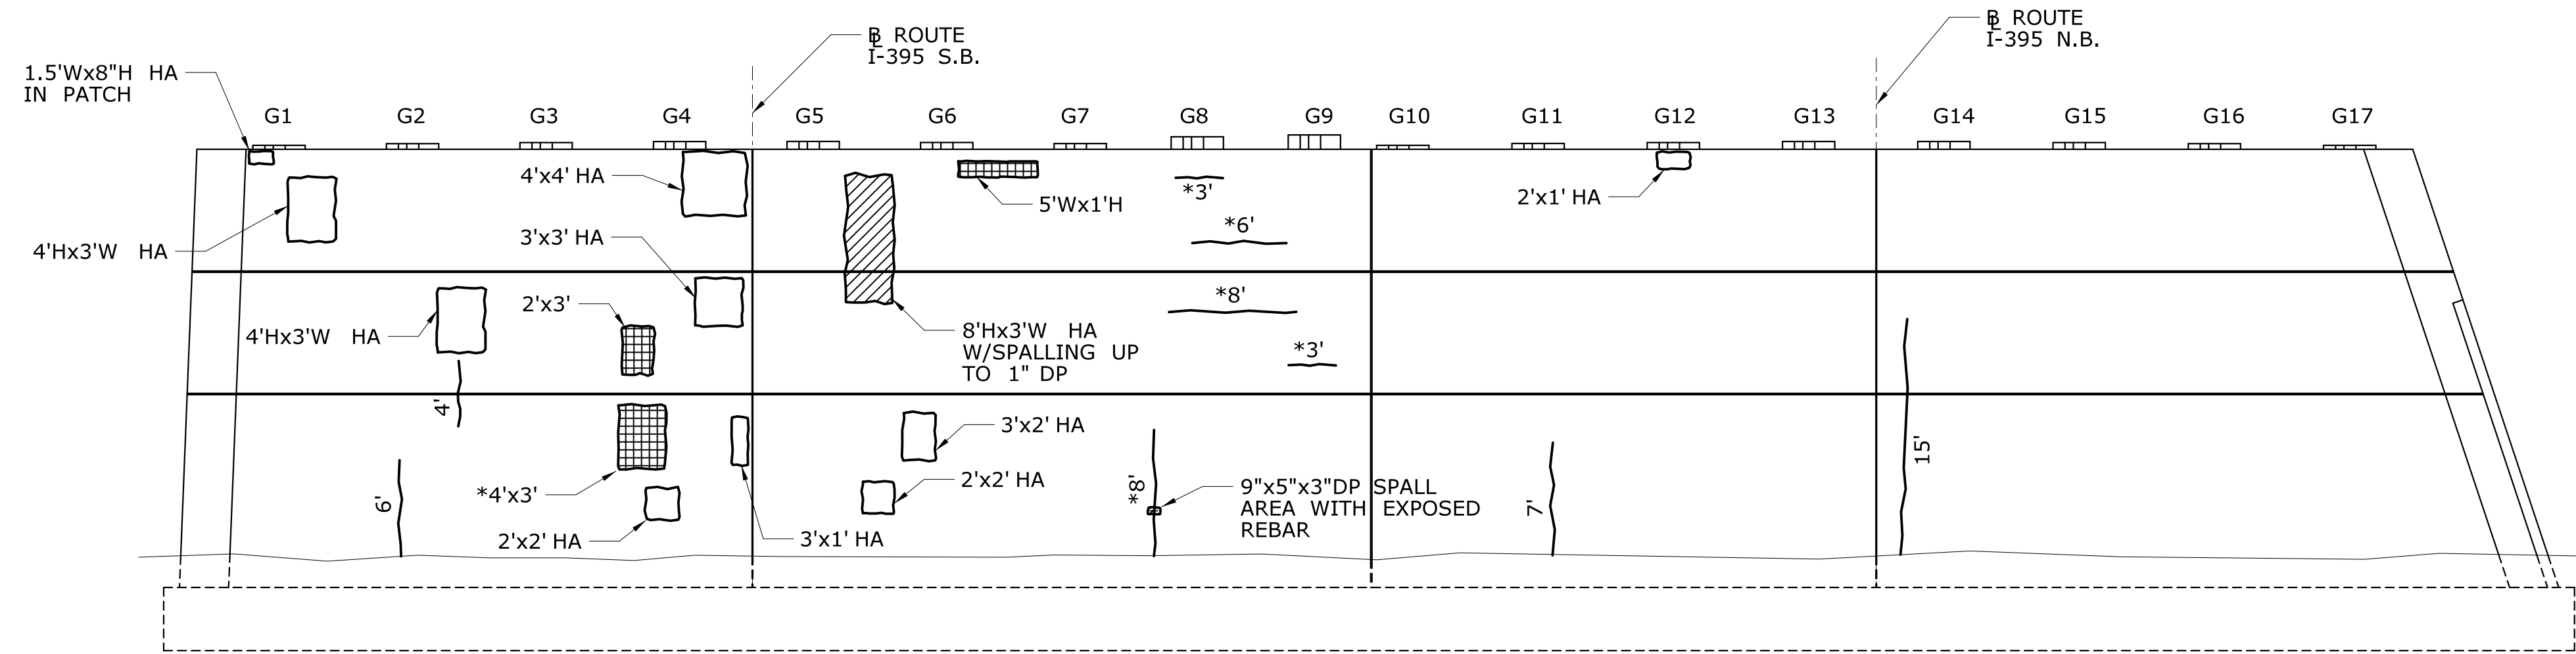 B̲L ROUTE
I-395 S.B.
B̲L ROUTE
I-395 N.B.
1.5'Wx8"H HA
IN PATCH
G1 G2 G3 G4 G5 G6 G7 G8 G9 G10 G11 G12 G13 G14 G15 G16 G17
4'x4' HA
5'Wx1'H
*3'
2'x1' HA
*6'
3'x3' HA
4'Hx3'W HA
*8'
2'x3'
8'Hx3'W HA
W/SPALLING UP
TO 1" DP
4'Hx3'W HA
*3'
4'
3'x2' HA
15'
2'x2' HA
*8'
9"x5"x3"DP SPALL
AREA WITH EXPOSED
REBAR
*4'x3'
6'
7'
2'x2' HA
3'x1' HA